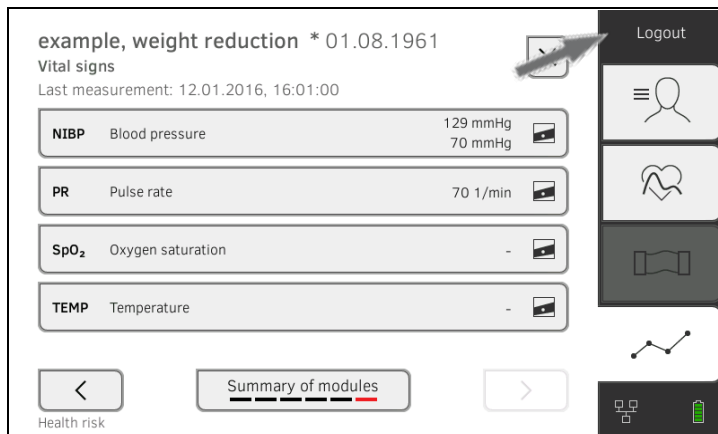 example, weight reduction * 01.08.1961
Vital signs
Last measurement: 12.01.2016, 16:01:00
Logout
NIBP Blood pressure 129 mmHg
70 mmHg
PR Pulse rate 70 1/min
SpO₂ Oxygen saturation -
TEMP Temperature -
Summary of modules
Health risk